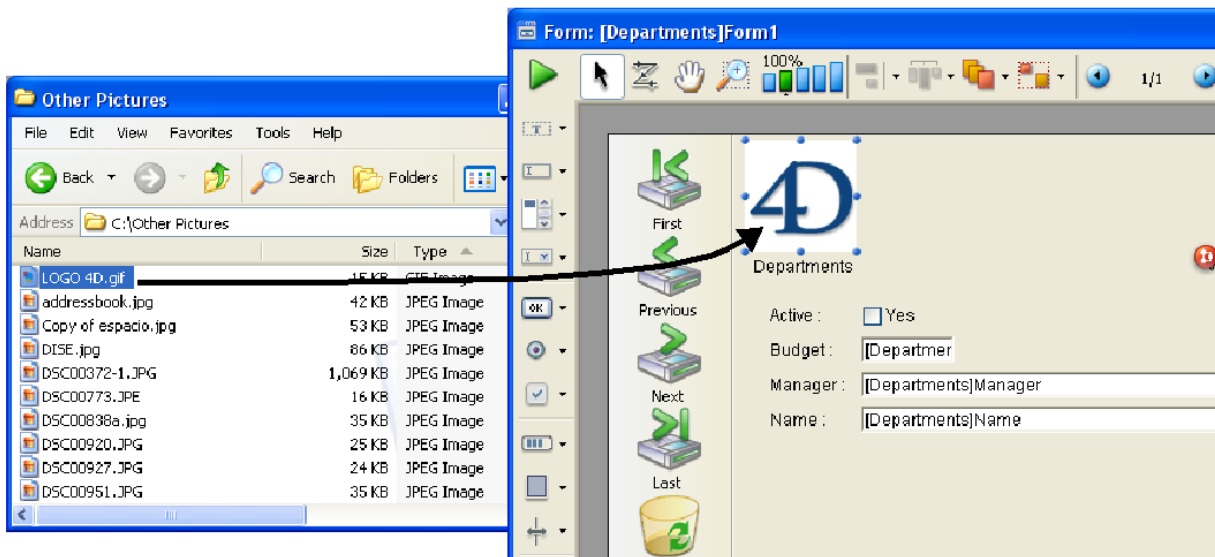 Other Pictures
File Edit View Favorites Tools Help
Back Search Folders
Address C:\Other Pictures
Name Size Type
LOGO 4D.gif 15 KB GIF Image
addressbook.jpg 42 KB JPEG Image
Copy of espacio.jpg 53 KB JPEG Image
DISE.jpg 86 KB JPEG Image
DSC00372-1.JPG 1,069 KB JPEG Image
DSC00773.JPE 16 KB JPEG Image
DSC00838a.jpg 35 KB JPEG Image
DSC00920.JPG 25 KB JPEG Image
DSC00927.JPG 24 KB JPEG Image
DSC00951.JPG 35 KB JPEG Image
Form: [Departments]Form1
100%
1/1
OK
First
Previous
Next
Last
4D
Departments
Active : Yes
Budget : [Departmer
Manager : [Departments]Manager
Name : [Departments]Name